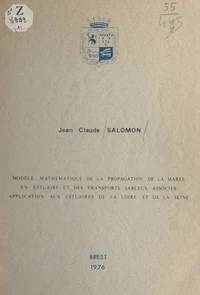 55
Z
Jean Claude SALOMON
MODELE MATHEMATIQUE DE LA PROPAGATION DE LA MAREE
EN ESTUAIRE ET DES TRANSPORTS SABLEUX ASSOCIES
APPLICATION AUX ESTUAIRES DE LA LOIRE ET DE LA SEINE
BREST
1976